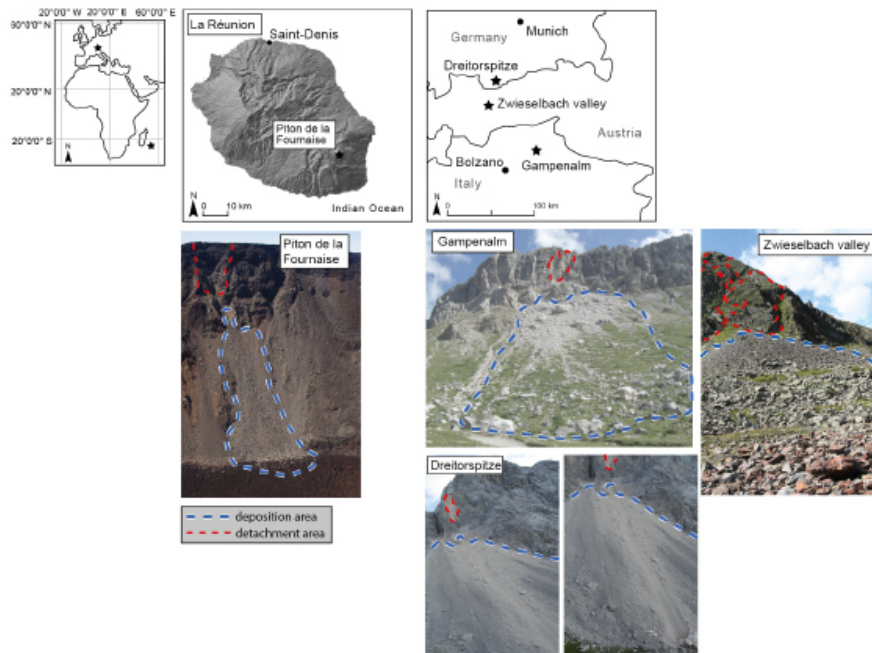 20°0'0" W 20°0'0" E 60°0'0" E
60°0'0" N
20°0'0" N
20°0'0" S
N
La Réunion
Saint-Denis
Piton de la
Fournaise
N
0 10 km
Indian Ocean
Germany
Munich
Dreitorspitze
Zwieselbach valley
Austria
Bolzano
Gampenalm
Italy
N
0 100 km
Piton de la
Fournaise
Gampenalm
Zwieselbach valley
Dreitorspitze
deposition area
detachment area